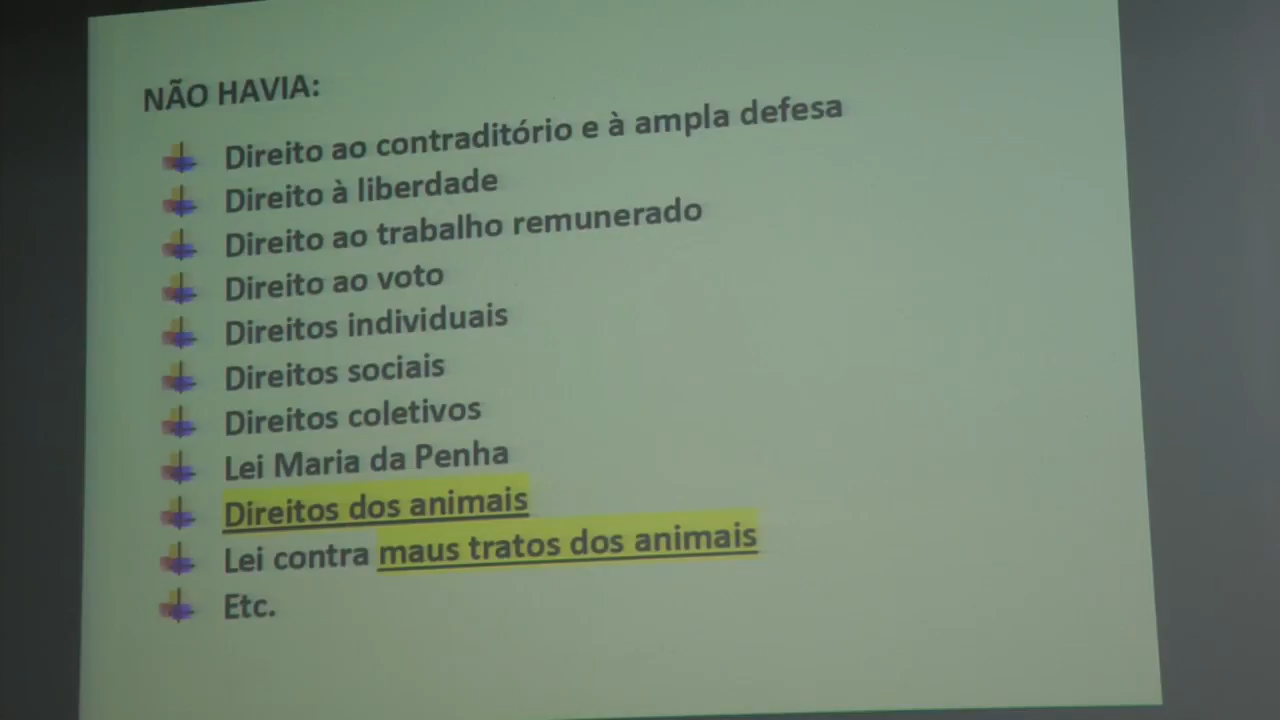 NÃO HAVIA:
Direito ao contraditório e à ampla defesa
Direito à liberdade
Direito ao trabalho remunerado
Direito ao voto
Direitos individuais
Direitos sociais
Direitos coletivos
Lei Maria da Penha
Direitos dos animais
Lei contra maus tratos dos animais
Etc.